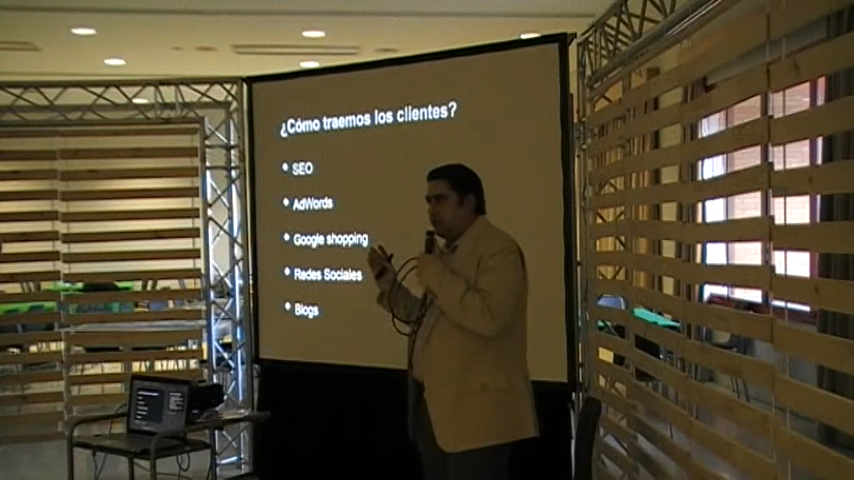 ¿Cómo traemos los clientes?
SEO
AdWords
Google shopping
Redes Sociales
Blogs